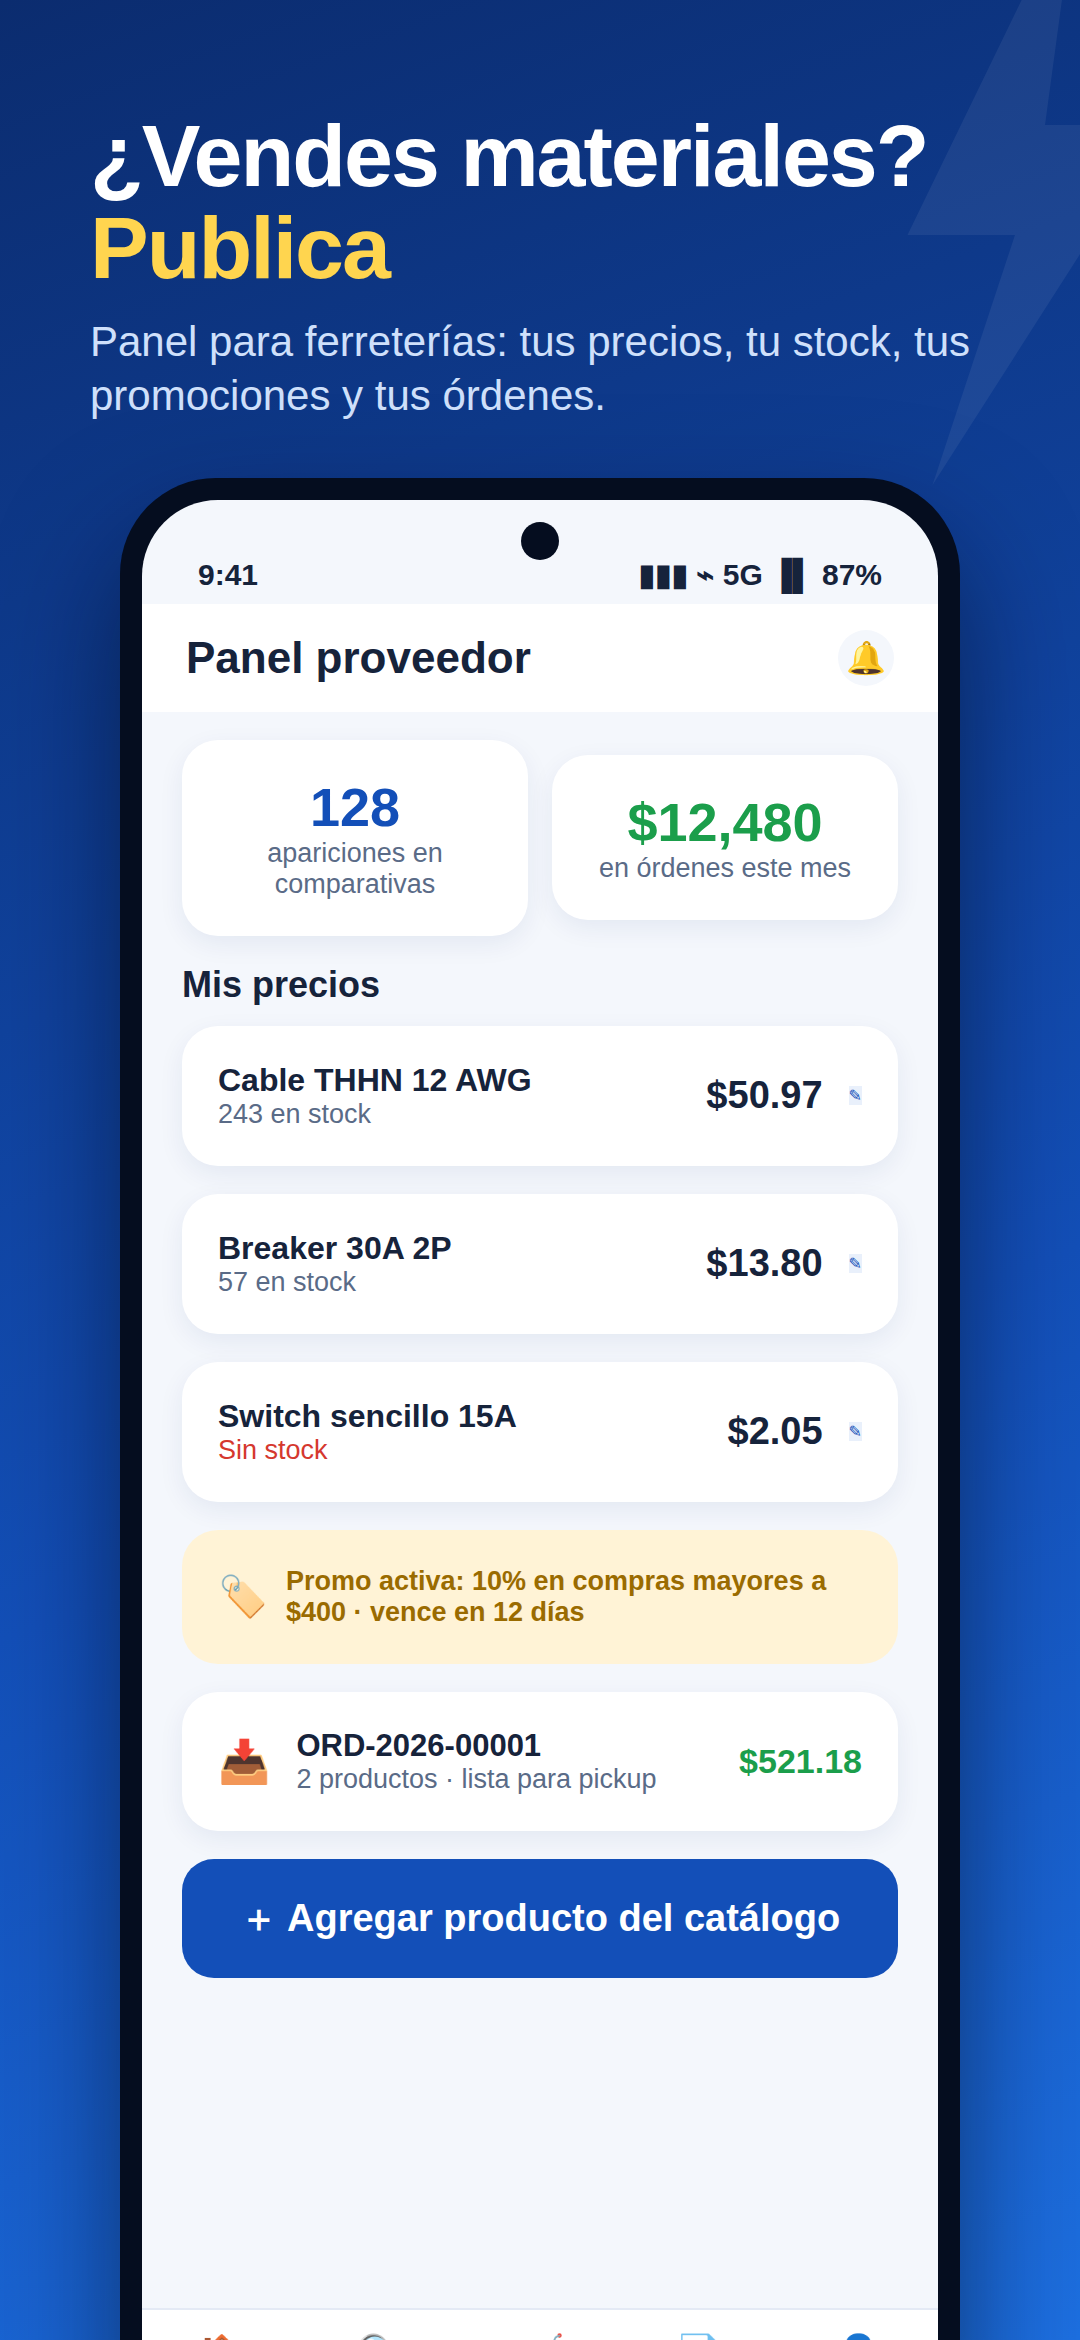 ¿Vendes materiales?
Publica
Panel para ferreterías: tus precios, tu stock, tus
promociones y tus órdenes.
9:41
5G 87%
Panel proveedor
128
apariciones en
comparativas
$12,480
en órdenes este mes
Mis precios
Cable THHN 12 AWG
243 en stock
$50.97
Breaker 30A 2P
57 en stock
$13.80
Switch sencillo 15A
Sin stock
$2.05
Promo activa: 10% en compras mayores a
$400 · vence en 12 días
ORD-2026-00001
2 productos · lista para pickup
$521.18
+ Agregar producto del catálogo